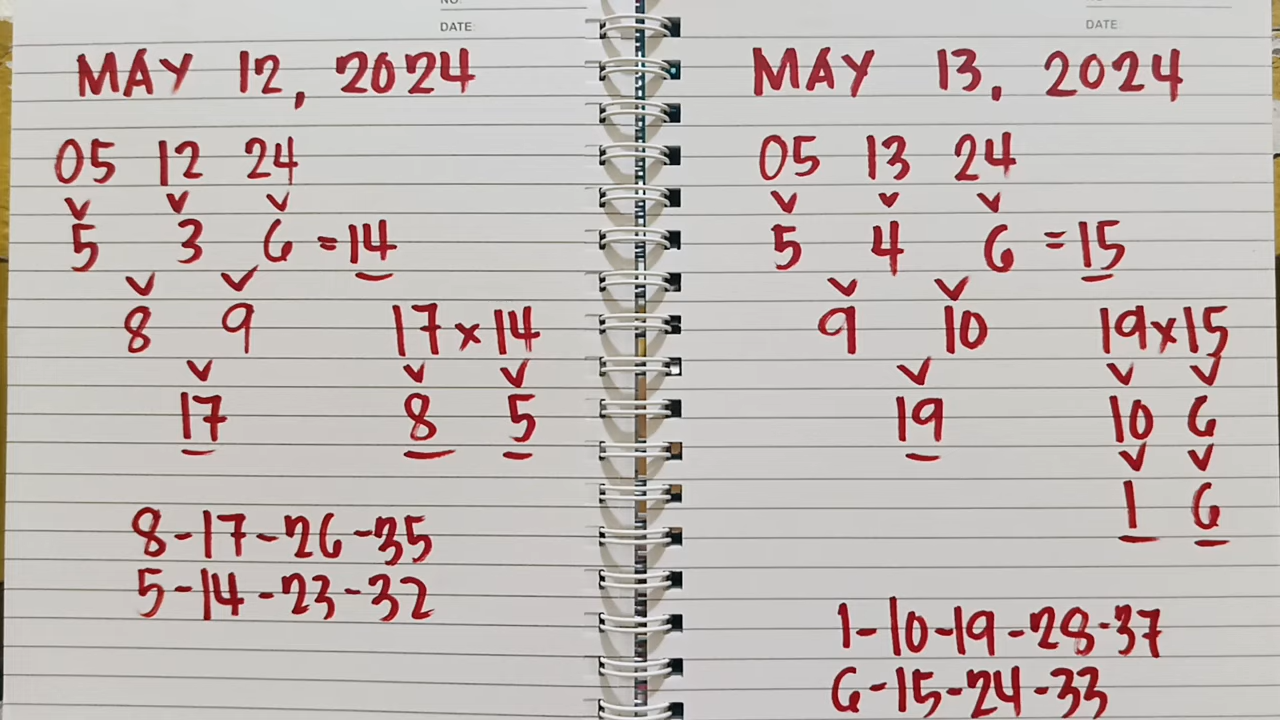 DATE:
MAY 12, 2024
05 12 24
5 3 6 = 14
8 9 17 x 14
17 8 5
8-17-26-35
5-14-23-32
DATE:
MAY 13, 2024
05 13 24
5 4 6 = 15
9 10 19x15
19 10 6
1 6
1-10-19-28-37
6-15-24-33